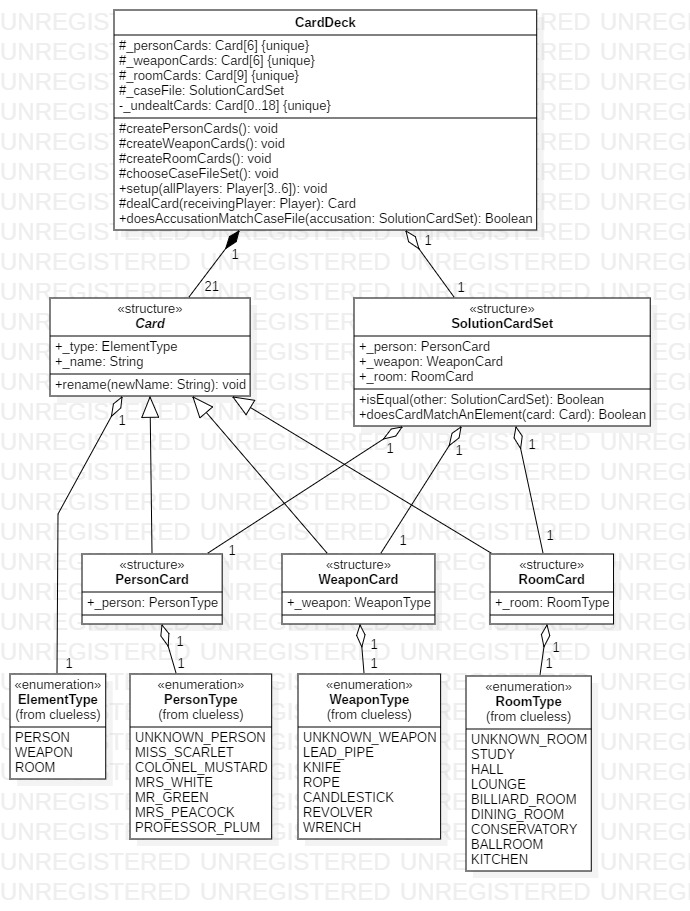 CardDeck
#_personCards: Card[6] {unique}
#_weaponCards: Card[6] {unique}
#_roomCards: Card[9] {unique}
#_caseFile: SolutionCardSet
-_undealtCards: Card[0..18] {unique}
#createPersonCards(): void
#createWeaponCards(): void
#createRoomCards(): void
#chooseCaseFileSet(): void
+setup(allPlayers: Player[3..6]): void
#dealCard(receivingPlayer: Player): Card
+doesAccusationMatchCaseFile(accusation: SolutionCardSet): Boolean
1
1
21
1
«structure»
Card
+_type: ElementType
+_name: String
+rename(newName: String): void
«structure»
SolutionCardSet
+_person: PersonCard
+_weapon: WeaponCard
+_room: RoomCard
+isEqual(other: SolutionCardSet): Boolean
+doesCardMatchAnElement(card: Card): Boolean
1
1
1
1
1
1
1
«structure»
PersonCard
+_person: PersonType
«structure»
WeaponCard
+_weapon: WeaponType
«structure»
RoomCard
+_room: RoomType
1
1
1
1
1
1
1
«enumeration»
ElementType
(from clueless)
PERSON
WEAPON
ROOM
«enumeration»
PersonType
(from clueless)
UNKNOWN_PERSON
MISS_SCARLET
COLONEL_MUSTARD
MRS_WHITE
MR_GREEN
MRS_PEACOCK
PROFESSOR_PLUM
«enumeration»
WeaponType
(from clueless)
UNKNOWN_WEAPON
LEAD_PIPE
KNIFE
ROPE
CANDLESTICK
REVOLVER
WRENCH
«enumeration»
RoomType
(from clueless)
UNKNOWN_ROOM
STUDY
HALL
LOUNGE
BILLIARD_ROOM
DINING_ROOM
CONSERVATORY
BALLROOM
KITCHEN
UNREGISTERED UNREGISTERED UNREGISTERED UNREGISTERED